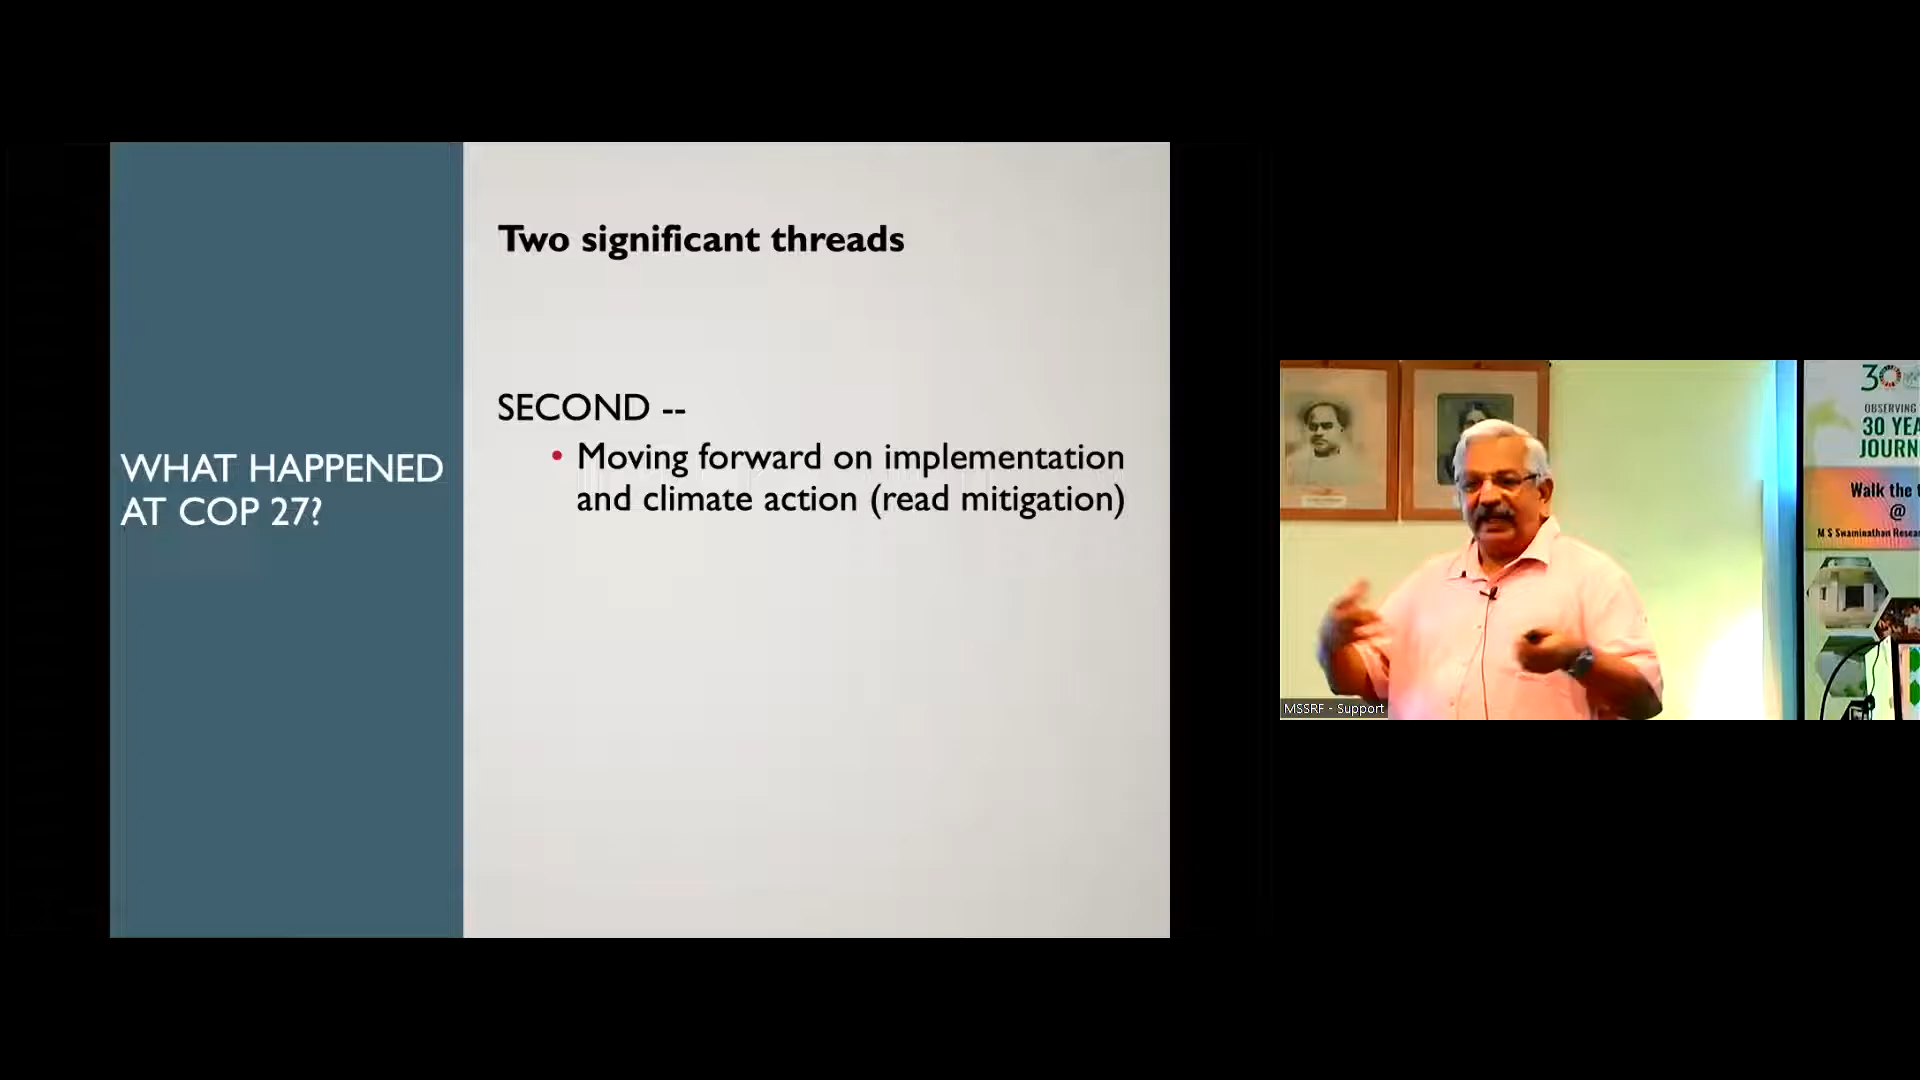 WHAT HAPPENED
AT COP 27?
Two significant threads
SECOND --
• Moving forward on implementation
and climate action (read mitigation)
MSSRF - Support
30
OBSERVING
30 YEA
JOURN
Walk the
@
M S Swaminathan Resea